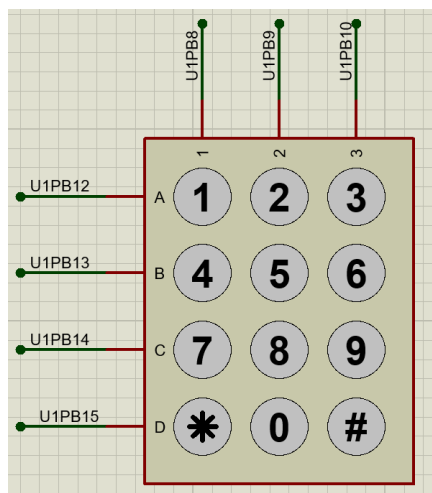 U1PB8 U1PB9 U1PB10
1 2 3
U1PB12 A 1 2 3
U1PB13 B 4 5 6
U1PB14 C 7 8 9
U1PB15 D * 0 #